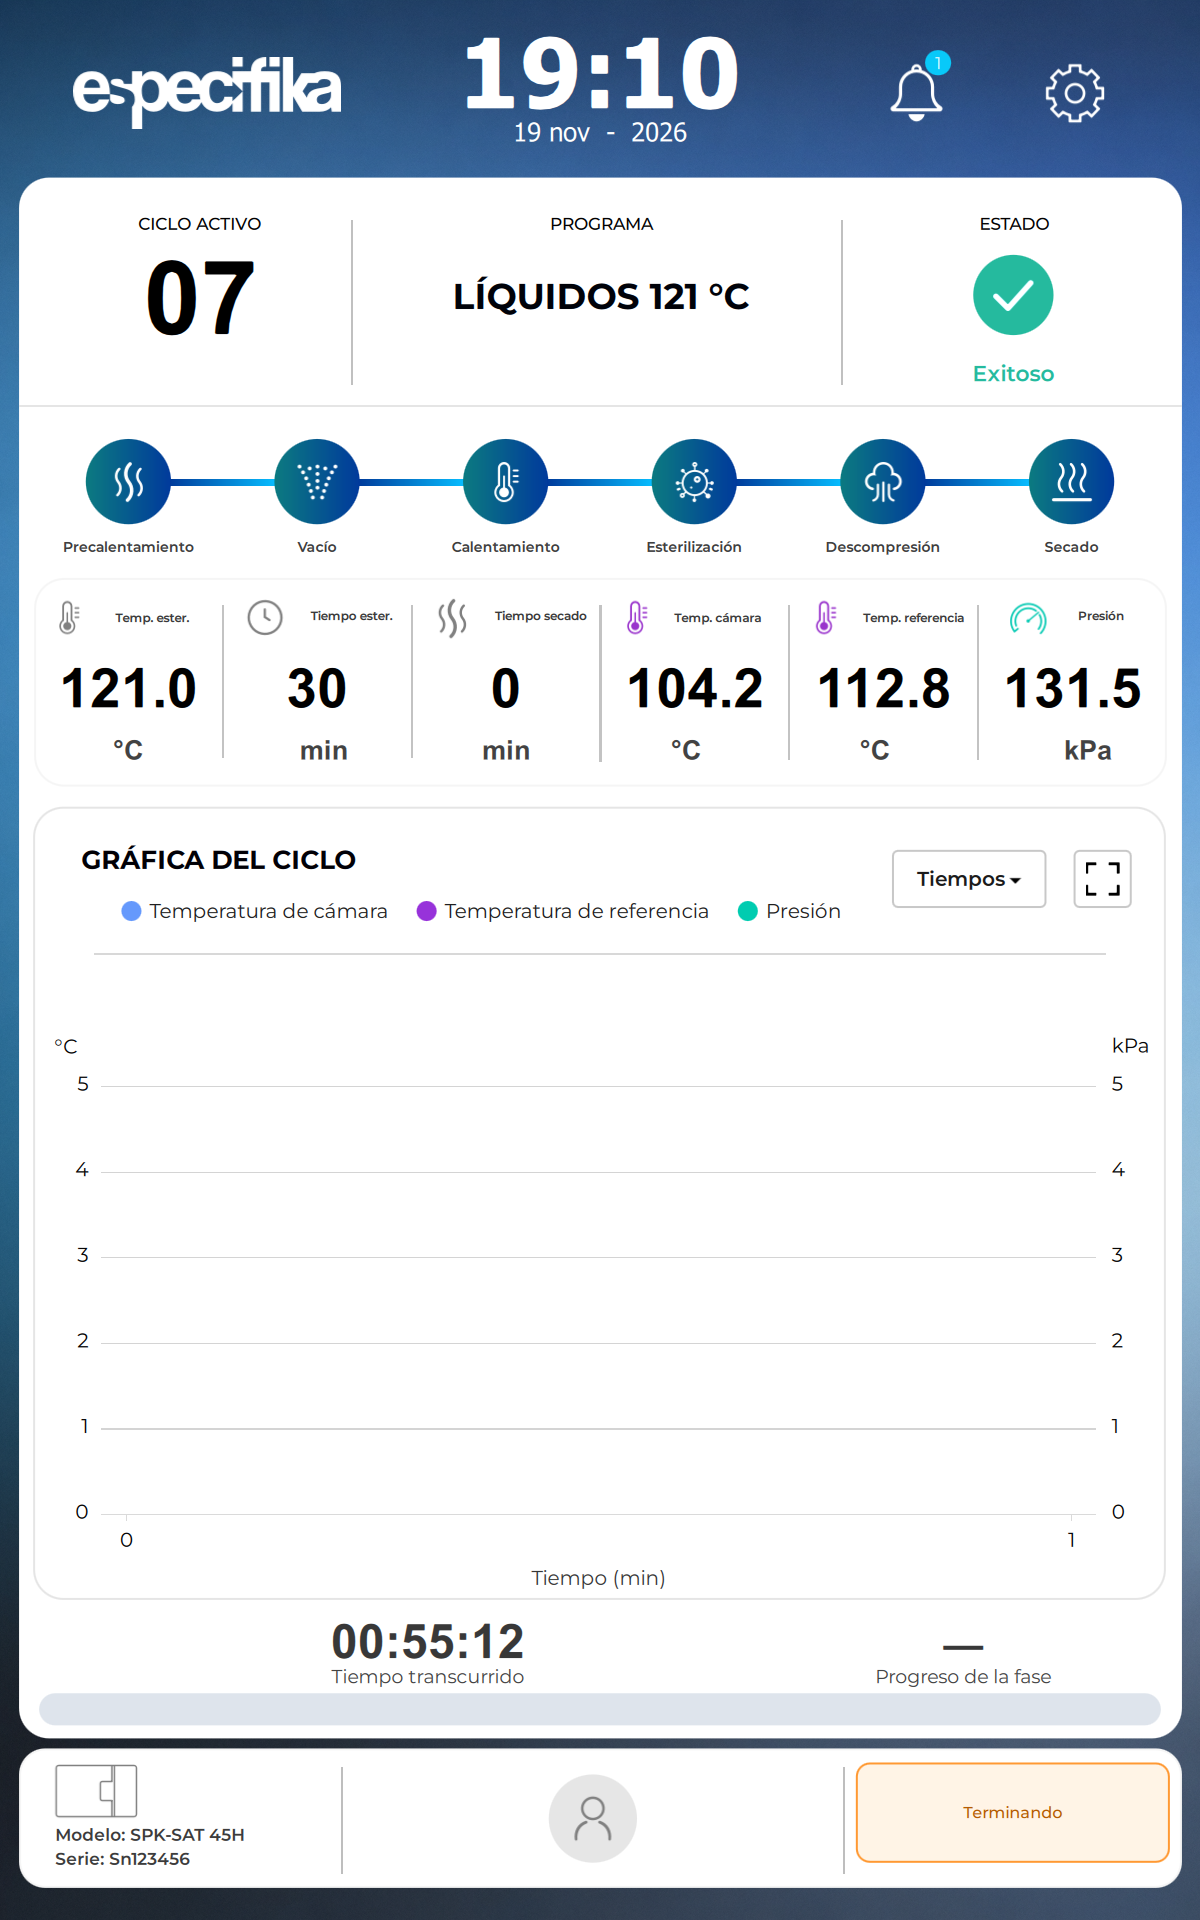 especifika
19:10
19 nov - 2026
1
CICLO ACTIVO
07
PROGRAMA
LÍQUIDOS 121 °C
ESTADO
Exitoso
Precalentamiento
Vacío
Calentamiento
Esterilización
Descompresión
Secado
Temp. ester.
121.0
°C
Tiempo ester.
30
min
Tiempo secado
0
min
Temp. cámara
104.2
°C
Temp. referencia
112.8
°C
Presión
131.5
kPa
GRÁFICA DEL CICLO
Tiempos
Temperatura de cámara
Temperatura de referencia
Presión
°C
kPa
5
5
4
4
3
3
2
2
1
1
0
0
0
1
Tiempo (min)
00:55:12
Tiempo transcurrido
—
Progreso de la fase
Modelo: SPK-SAT 45H
Serie: Sn123456
Terminando